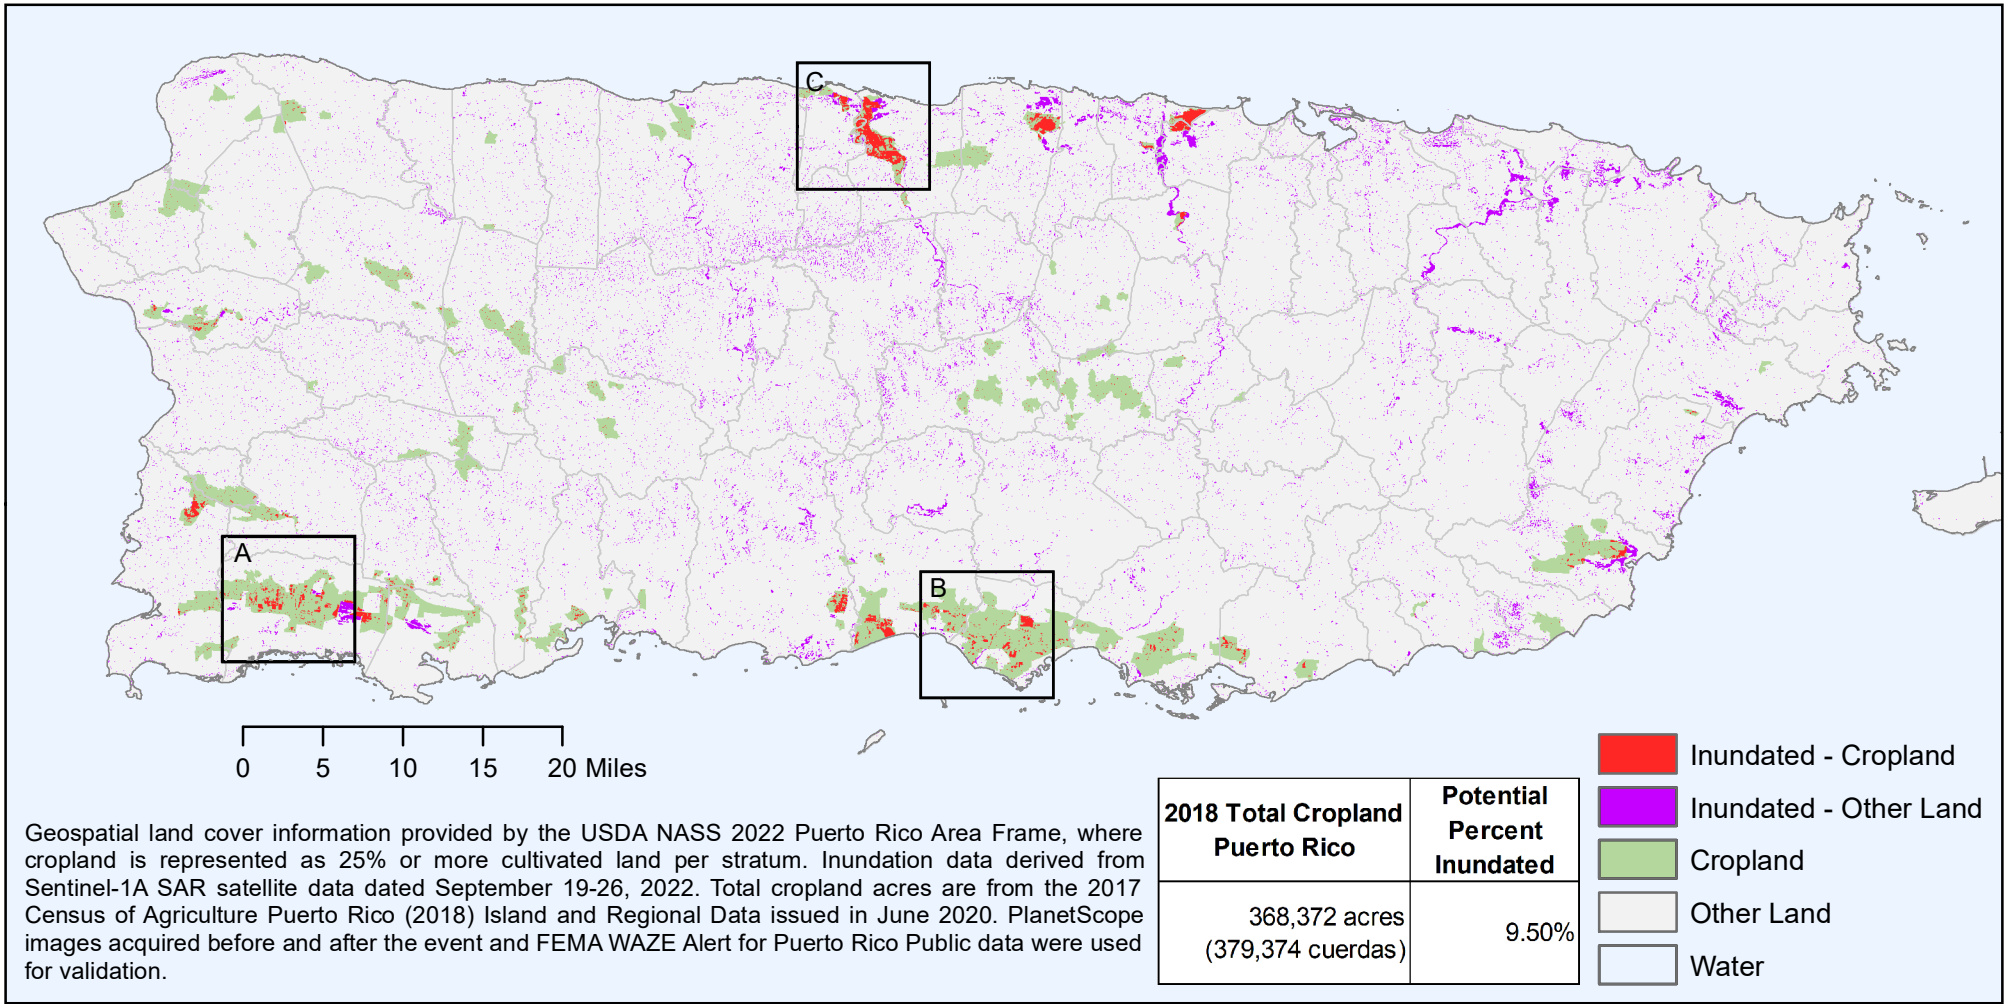 C
A
B
0 5 10 15 20 Miles
Geospatial land cover information provided by the USDA NASS 2022 Puerto Rico Area Frame, where
cropland is represented as 25% or more cultivated land per stratum. Inundation data derived from
Sentinel-1A SAR satellite data dated September 19-26, 2022. Total cropland acres are from the 2017
Census of Agriculture Puerto Rico (2018) Island and Regional Data issued in June 2020. PlanetScope
images acquired before and after the event and FEMA WAZE Alert for Puerto Rico Public data were used
for validation.
2018 Total Cropland
Puerto Rico
Potential
Percent
Inundated
368,372 acres
(379,374 cuerdas)
9.50%
Inundated - Cropland
Inundated - Other Land
Cropland
Other Land
Water